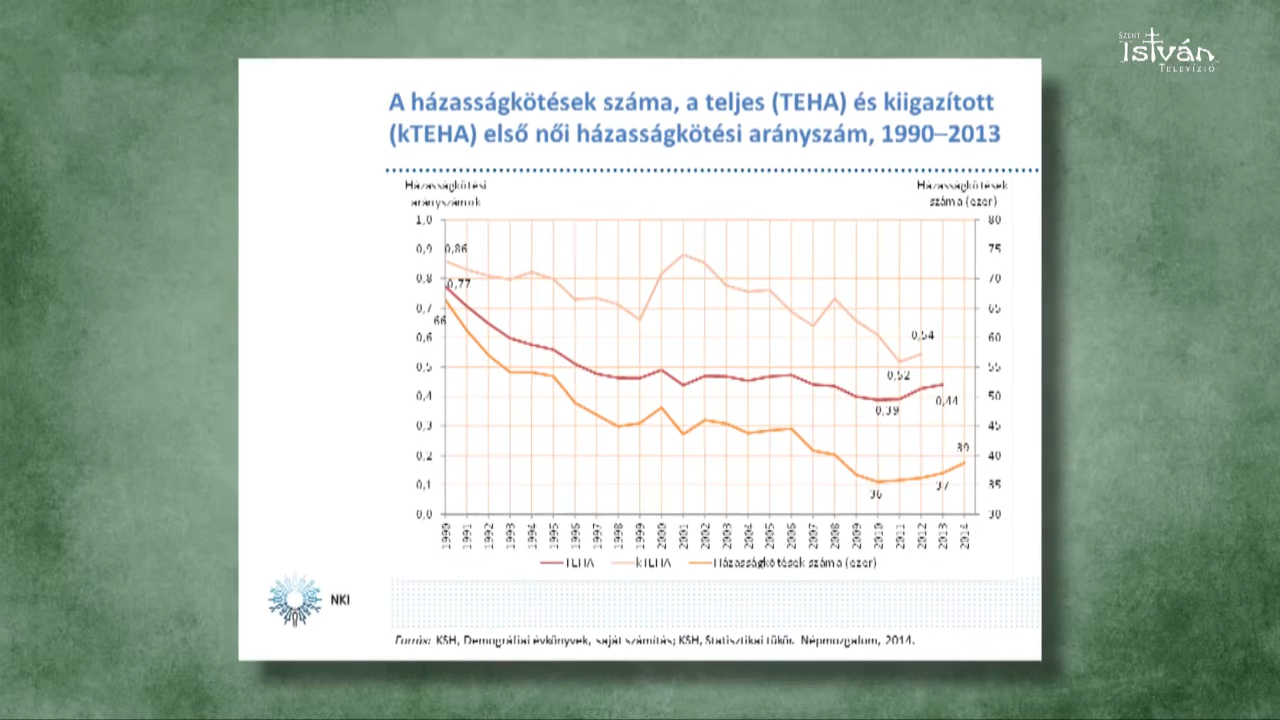 SZENT
IsTVÁN
TELEVÍZIÓ
A házasságkötések száma, a teljes (TEHA) és kiigazított
(kTEHA) első női házasságkötési arányszám, 1990–2013
Házasságkötési
arányszámok
Házasságkötések
száma (ezer)
1,0
0,9
0,8
0,7
0,6
0,5
0,4
0,3
0,2
0,1
0,0
80
75
70
65
60
55
50
45
40
35
30
0,86
0,77
66
0,54
0,52
0,39
0,44
39
37
36
1990 1991 1992 1993 1994 1995 1996 1997 1998 1999 2000 2001 2002 2003 2004 2005 2006 2007 2008 2009 2010 2011 2012 2013 2014
TEHA kTEHA Házasságkötések száma (ezer)
NKI
Forrás: KSH, Demográfiai évkönyvek, saját számítás; KSH, Statisztikai tükör. Népmozgalom, 2014.